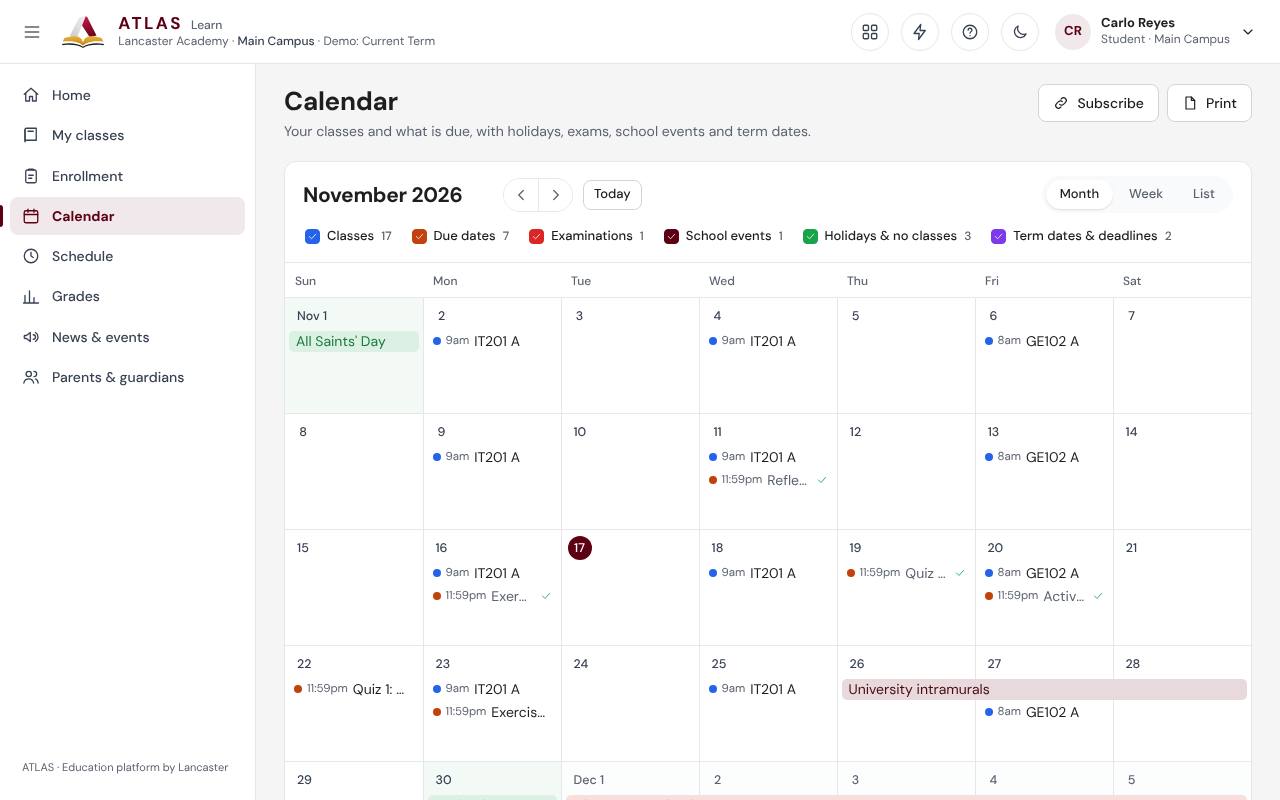 ATLAS Learn
Lancaster Academy · Main Campus · Demo: Current Term
CR
Carlo Reyes
Student · Main Campus
Home
My classes
Enrollment
Calendar
Schedule
Grades
News & events
Parents & guardians
ATLAS · Education platform by Lancaster
Calendar
Your classes and what is due, with holidays, exams, school events and term dates.
Subscribe
Print
November 2026
Today
Month Week List
Classes 17 Due dates 7 Examinations 1 School events 1 Holidays & no classes 3 Term dates & deadlines 2
Sun Mon Tue Wed Thu Fri Sat
Nov 1 2 3 4 5 6 7
All Saints' Day 9am IT201 A 9am IT201 A 8am GE102 A
8 9 10 11 12 13 14
9am IT201 A 9am IT201 A 8am GE102 A
11:59pm Refle...
15 16 17 18 19 20 21
9am IT201 A 9am IT201 A 11:59pm Quiz ... 8am GE102 A
11:59pm Exer... 11:59pm Activ...
22 23 24 25 26 27 28
11:59pm Quiz 1: ... 9am IT201 A 9am IT201 A University intramurals
11:59pm Exercis... 8am GE102 A
29 30 Dec 1 2 3 4 5